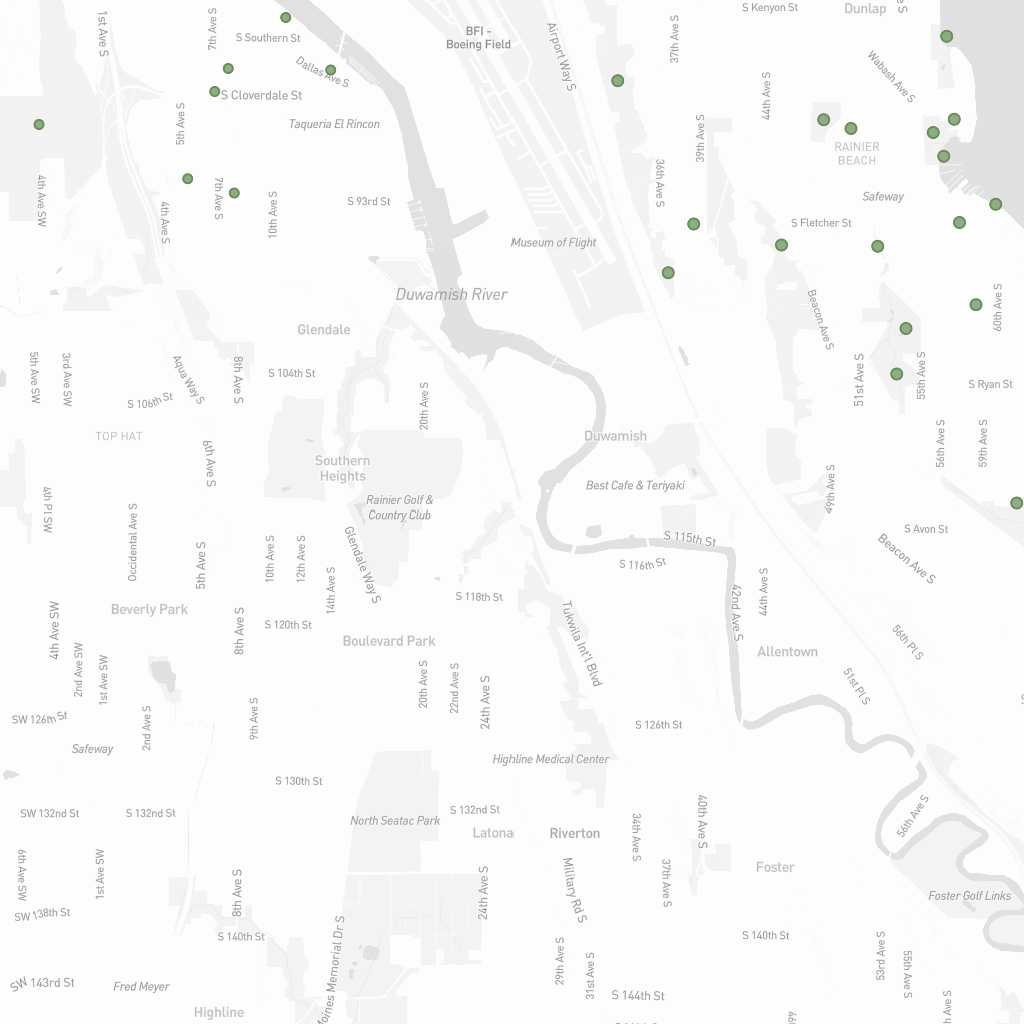 S Kenyon St
Dunlap
1st Ave S
7th Ave S
S Southern St
BFI -
Boeing Field
Airport Way S
37th Ave S
Dallas Ave S
Wabash Ave S
S Cloverdale St
44th Ave S
5th Ave S
Taqueria El Rincon
39th Ave S
RAINIER
BEACH
4th Ave SW
7th Ave S
10th Ave S
4th Ave S
S 93rd St
36th Ave S
Safeway
S Fletcher St
Museum of Flight
Duwamish River
Beacon Ave S
60th Ave S
Glendale
5th Ave SW
3rd Ave SW
Aqua Way S
8th Ave S
S 104th St
51st Ave S
55th Ave S
S Ryan St
S 106th St
20th Ave S
TOP HAT
Duwamish
56th Ave S
59th Ave S
6th Ave S
Southern
Heights
Best Cafe & Teriyaki
49th Ave S
4th Pl SW
Rainier Golf &
Country Club
Occidental Ave S
S Avon St
S 115th St
S 116th St
Beacon Ave S
5th Ave S
10th Ave S
12th Ave S
14th Ave S
Glendale Way S
S 118th St
42nd Ave S
44th Ave S
Beverly Park
4th Ave SW
8th Ave S
S 120th St
Boulevard Park
Tukwila Int'l Blvd
56th Pl S
Allentown
2nd Ave SW
1st Ave SW
20th Ave S
22nd Ave S
24th Ave S
51st Pl S
SW 126th St
2nd Ave S
9th Ave S
S 126th St
Safeway
Highline Medical Center
S 130th St
SW 132nd St
S 132nd St
North Seatac Park
S 132nd St
Latona
Riverton
34th Ave S
40th Ave S
56th Ave S
6th Ave SW
1st Ave SW
8th Ave S
24th Ave S
Military Rd S
37th Ave S
Foster
Foster Golf Links
SW 138th St
S 140th St
S 140th St
Moines Memorial Dr S
29th Ave S
31st Ave S
53rd Ave S
55th Ave S
SW 143rd St
Fred Meyer
S 144th St
Highline